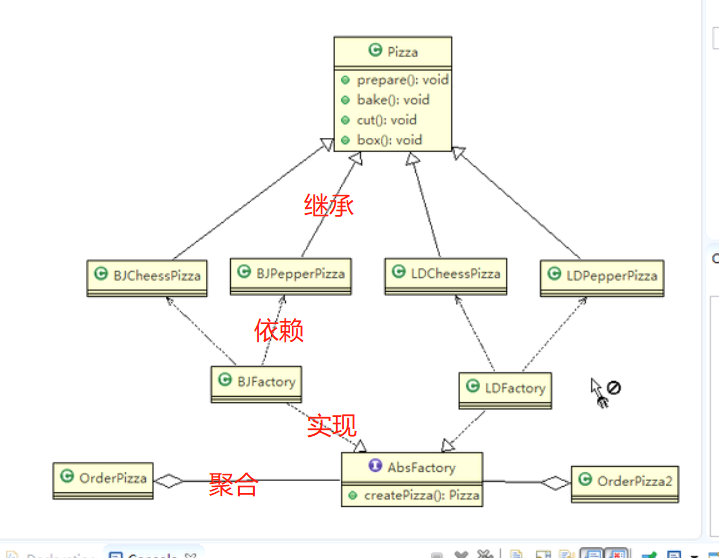 Pizza
prepare(): void
bake(): void
cut(): void
box(): void
继承
BJCheessPizza
BJPepperPizza
LDCheessPizza
LDPepperPizza
依赖
BJFactory
LDFactory
实现
OrderPizza
聚合
AbsFactory
createPizza(): Pizza
OrderPizza2